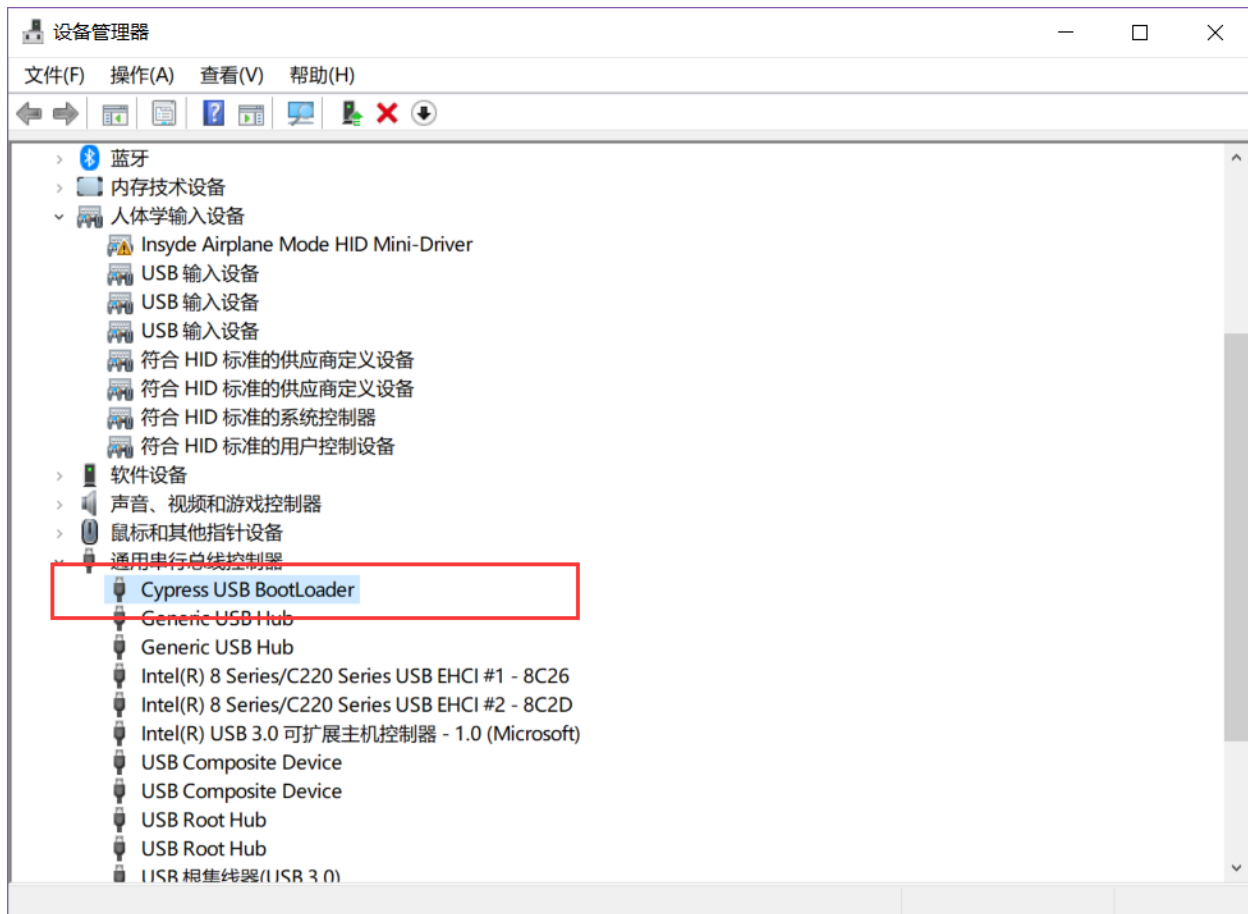 设备管理器
文件(F) 操作(A) 查看(V) 帮助(H)
蓝牙
内存技术设备
人体学输入设备
Insyde Airplane Mode HID Mini-Driver
USB 输入设备
USB 输入设备
USB 输入设备
符合 HID 标准的供应商定义设备
符合 HID 标准的供应商定义设备
符合 HID 标准的系统控制器
符合 HID 标准的用户控制设备
软件设备
声音、视频和游戏控制器
鼠标和其他指针设备
通用串行总线控制器
Cypress USB BootLoader
Generic USB Hub
Generic USB Hub
Intel(R) 8 Series/C220 Series USB EHCI #1 - 8C26
Intel(R) 8 Series/C220 Series USB EHCI #2 - 8C2D
Intel(R) USB 3.0 可扩展主机控制器 - 1.0 (Microsoft)
USB Composite Device
USB Composite Device
USB Root Hub
USB Root Hub
USB 根集线器(USB 3.0)